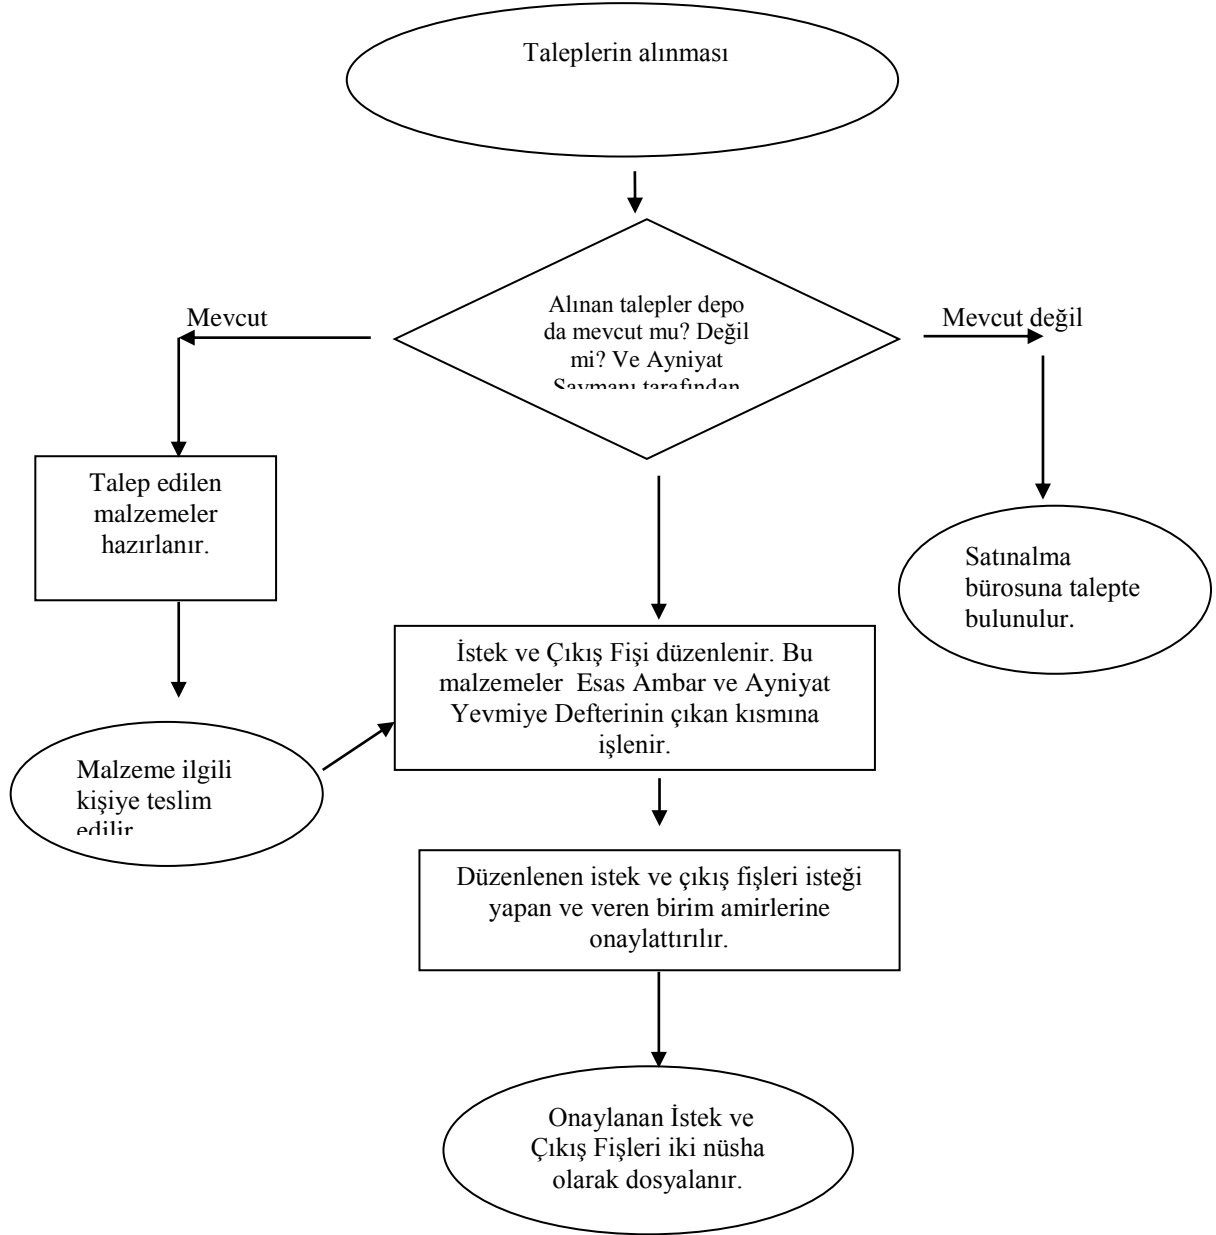 Taleplerin alınması
Alınan talepler depo
da mevcut mu? Değil
mi? Ve Ayniyat
Saymanı tarafından
Mevcut
Mevcut değil
Talep edilen
malzemeler
hazırlanır.
Satınalma
bürosuna talepte
bulunulur.
İstek ve Çıkış Fişi düzenlenir. Bu
malzemeler  Esas Ambar ve Ayniyat
Yevmiye Defterinin çıkan kısmına
işlenir.
Malzeme ilgili
kişiye teslim
edilir
Düzenlenen istek ve çıkış fişleri isteği
yapan ve veren birim amirlerine
onaylattırılır.
Onaylanan İstek ve
Çıkış Fişleri iki nüsha
olarak dosyalanır.